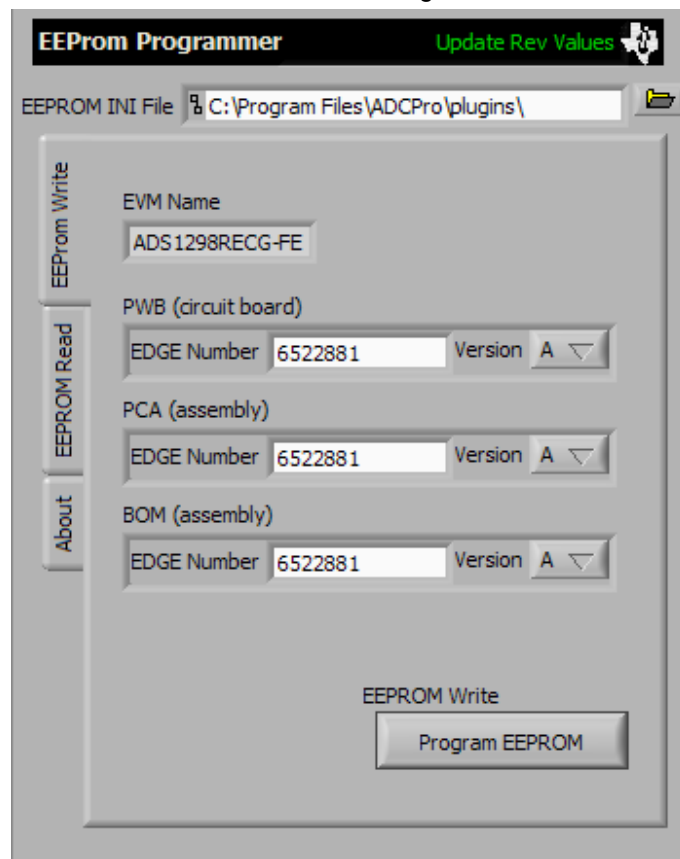 EEProm Programmer Update Rev Values
EEPROM INI File C:\Program Files\ADCPro\plugins\
EEProm Write
EEPROM Read
About
EVM Name
ADS1298RECG-FE
PWB (circuit board)
EDGE Number 6522881 Version A
PCA (assembly)
EDGE Number 6522881 Version A
BOM (assembly)
EDGE Number 6522881 Version A
EEPROM Write
Program EEPROM